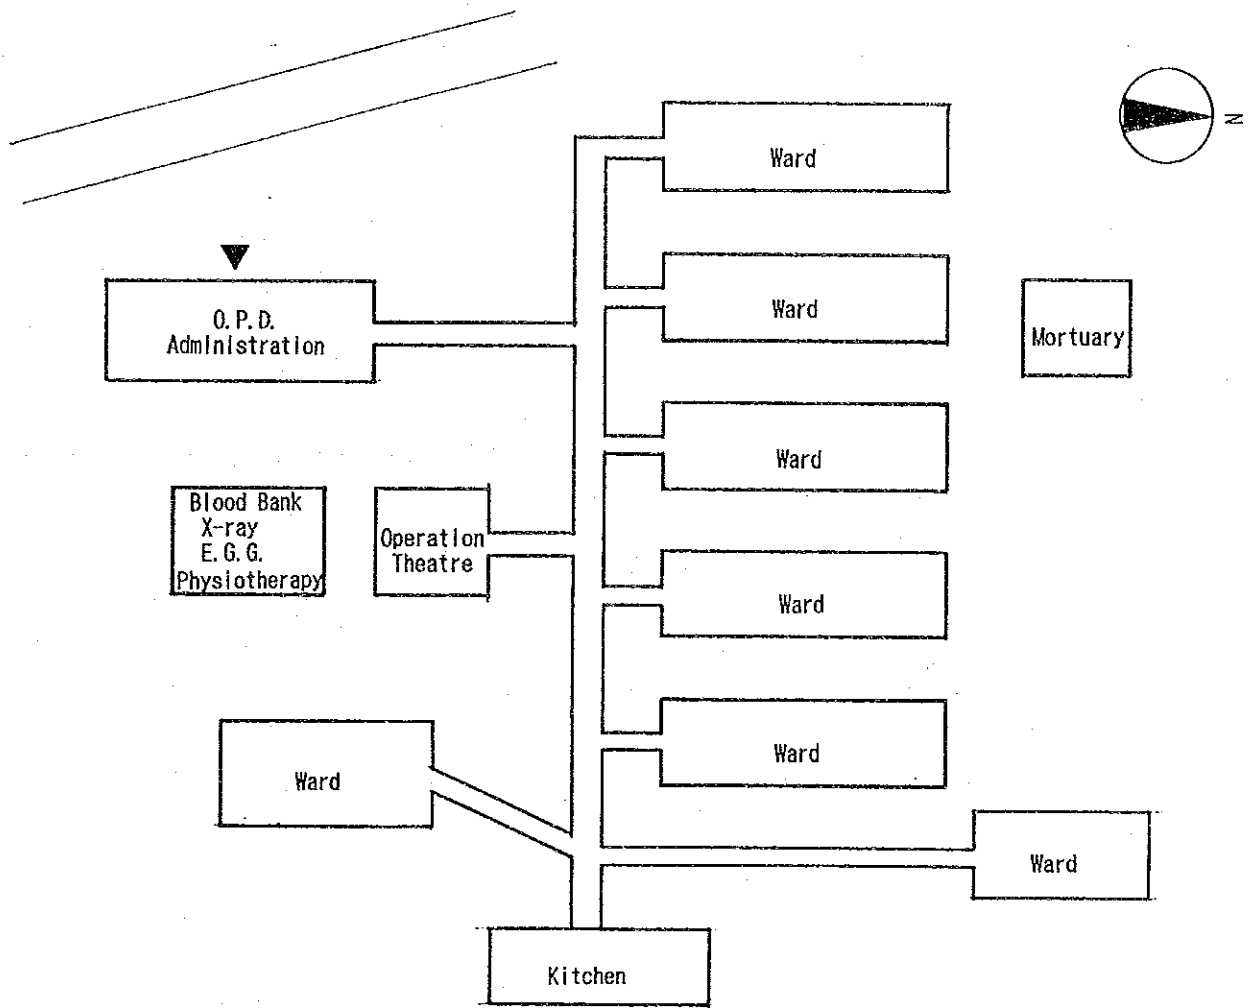 Ward
N
Ward
O.P.D.
Administration
Mortuary
Ward
Blood Bank
X-ray
E.G.G.
Physiotherapy
Operation
Theatre
Ward
Ward
Ward
Ward
Kitchen